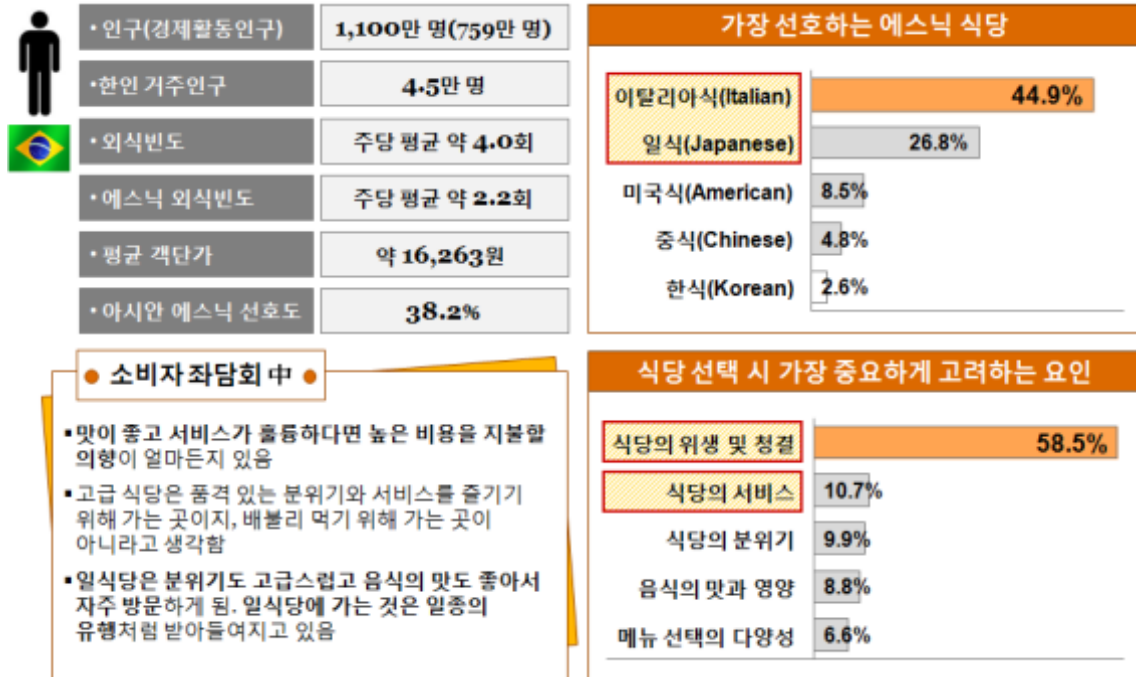 • 인구(경제활동인구) 1,100만 명(759만 명)
•한인 거주인구 4.5만 명
• 외식빈도 주당 평균 약 4.0회
• 에스닉 외식빈도 주당 평균 약 2.2회
• 평균 객단가 약 16,263원
• 아시안 에스닉 선호도 38.2%
가장 선호하는 에스닉 식당
이탈리아식(Italian) 44.9%
일식(Japanese) 26.8%
미국식(American) 8.5%
중식(Chinese) 4.8%
한식(Korean) 2.6%
● 소비자 좌담회 中 ●
▪맛이 좋고 서비스가 훌륭하다면 높은 비용을 지불할
의향이 얼마든지 있음
▪고급 식당은 품격 있는 분위기와 서비스를 즐기기
위해 가는 곳이지, 배불리 먹기 위해 가는 곳이
아니라고 생각함
▪일식당은 분위기도 고급스럽고 음식의 맛도 좋아서
자주 방문하게 됨. 일식당에 가는 것은 일종의
유행처럼 받아들여지고 있음
식당 선택 시 가장 중요하게 고려하는 요인
식당의 위생 및 청결 58.5%
식당의 서비스 10.7%
식당의 분위기 9.9%
음식의 맛과 영양 8.8%
메뉴 선택의 다양성 6.6%